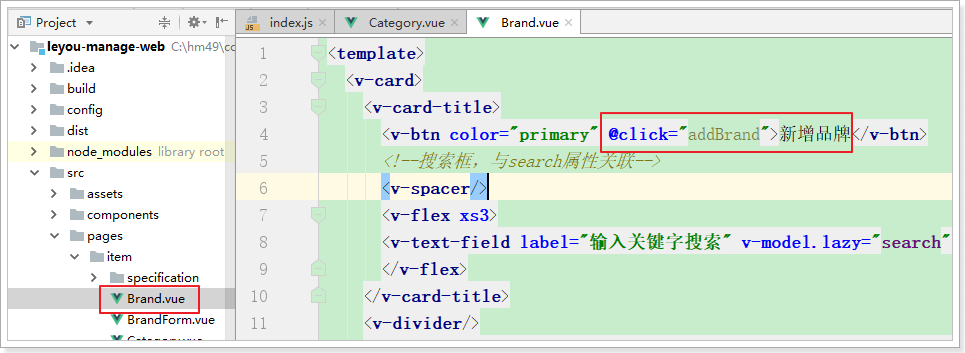 Project
index.js
Category.vue
Brand.vue
leyou-manage-web C:\hm49\co
.idea
build
config
dist
node_modules library root
src
assets
components
pages
item
specification
Brand.vue
BrandForm.vue
Category.vue
1 <template>
2 <v-card>
3 <v-card-title>
4 <v-btn color="primary" @click="addBrand">新增品牌</v-btn>
5 <!--搜索框，与search属性关联-->
6 <v-spacer/>
7 <v-flex xs3>
8 <v-text-field label="输入关键字搜索" v-model.lazy="search"
9 </v-flex>
10 </v-card-title>
11 <v-divider/>